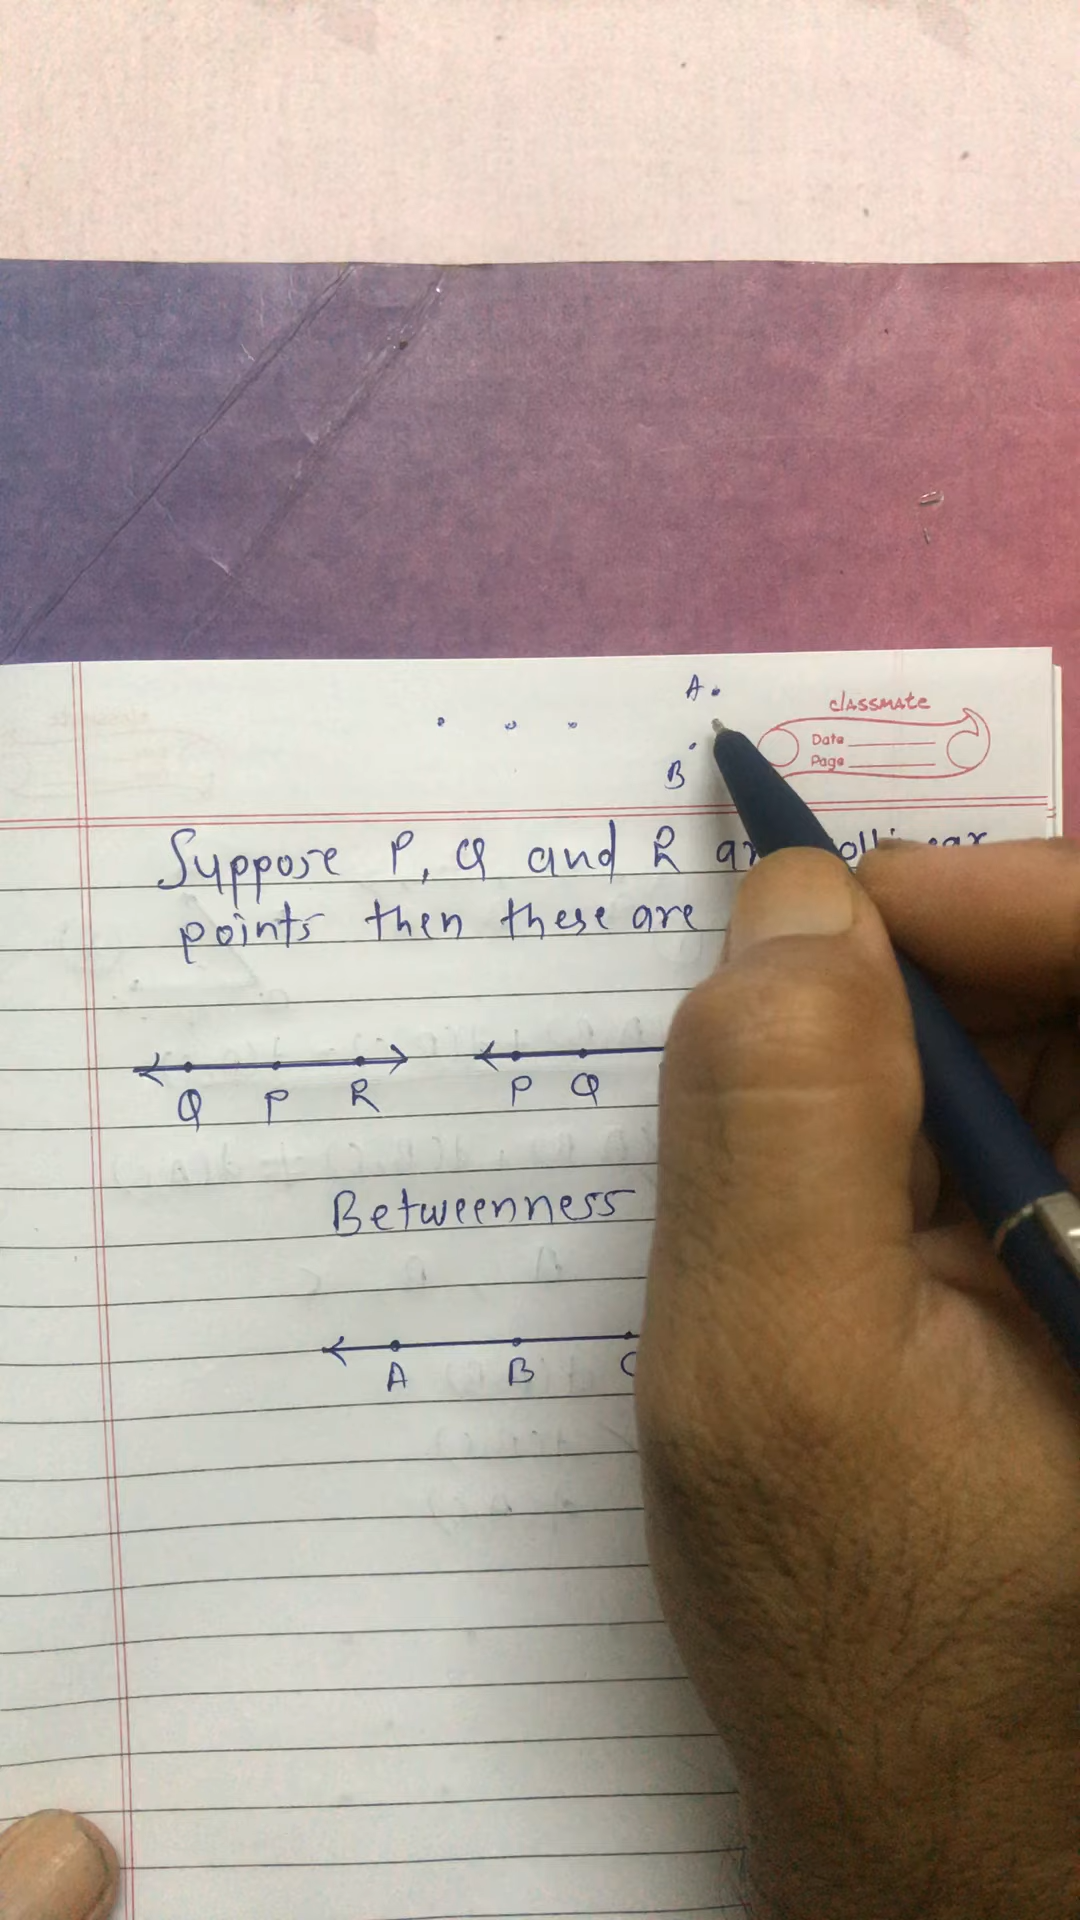 A
classmate
Date
Page
B
Suppose P, Q and R
points then these are
Q P R P Q
Betweenness
A B C